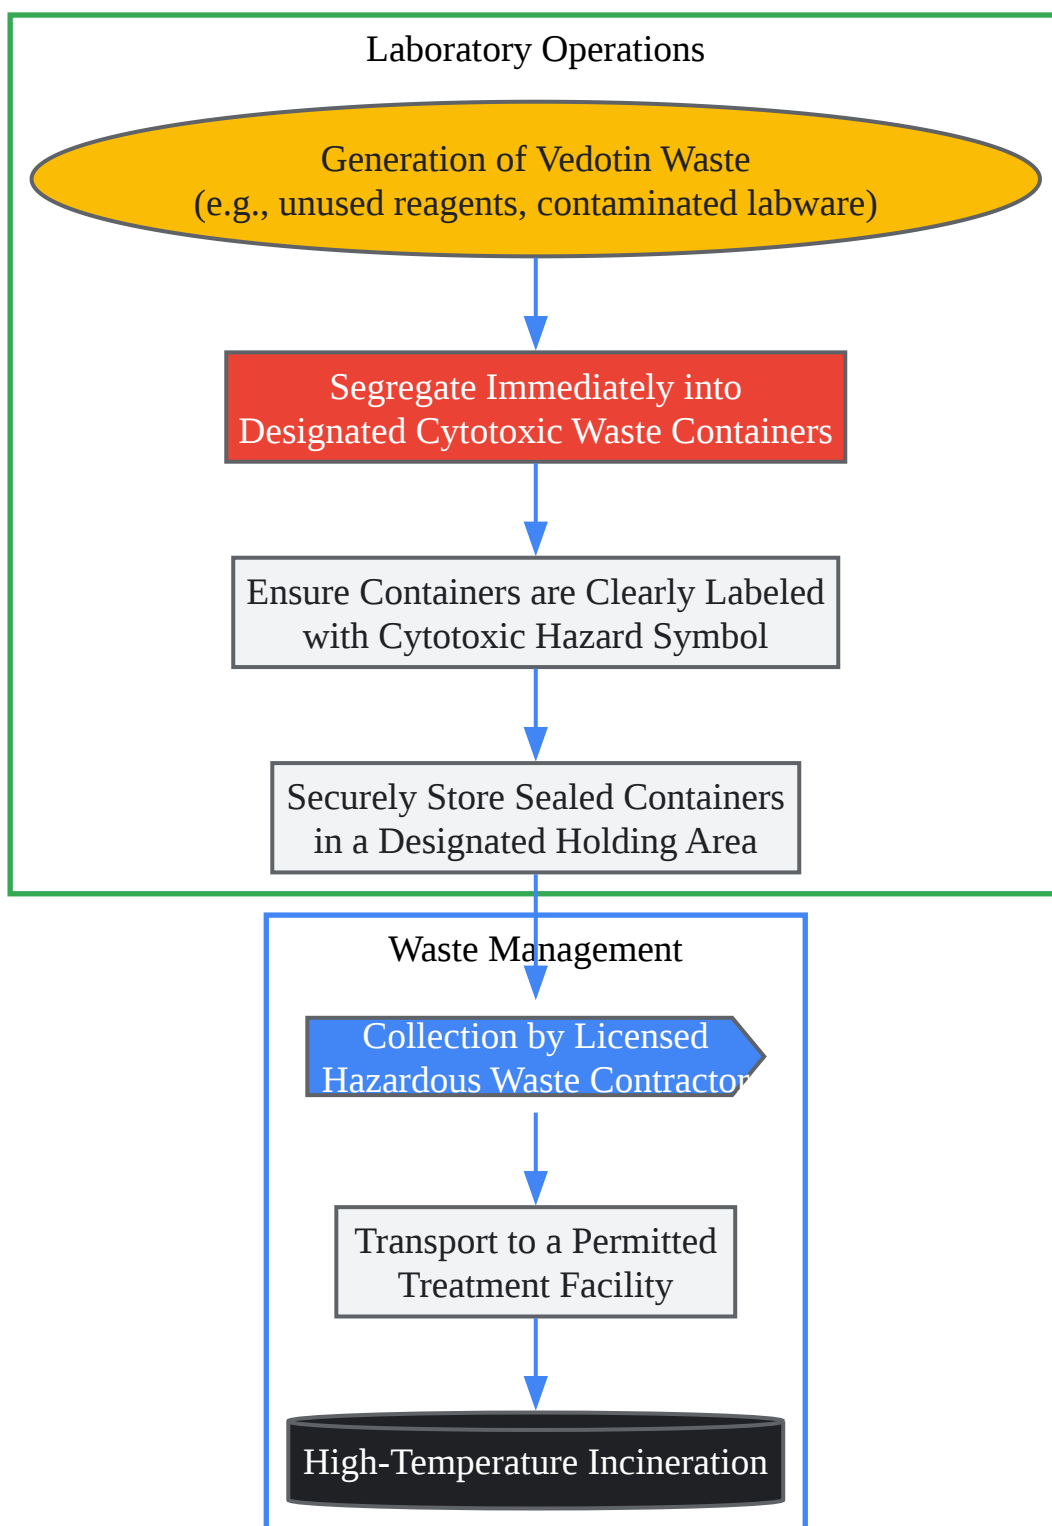 Laboratory Operations
Generation of Vedotin Waste
(e.g., unused reagents, contaminated labware)
Segregate Immediately into
Designated Cytotoxic Waste Containers
Ensure Containers are Clearly Labeled
with Cytotoxic Hazard Symbol
Securely Store Sealed Containers
in a Designated Holding Area
Waste Management
Collection by Licensed
Hazardous Waste Contractor
Transport to a Permitted
Treatment Facility
High-Temperature Incineration